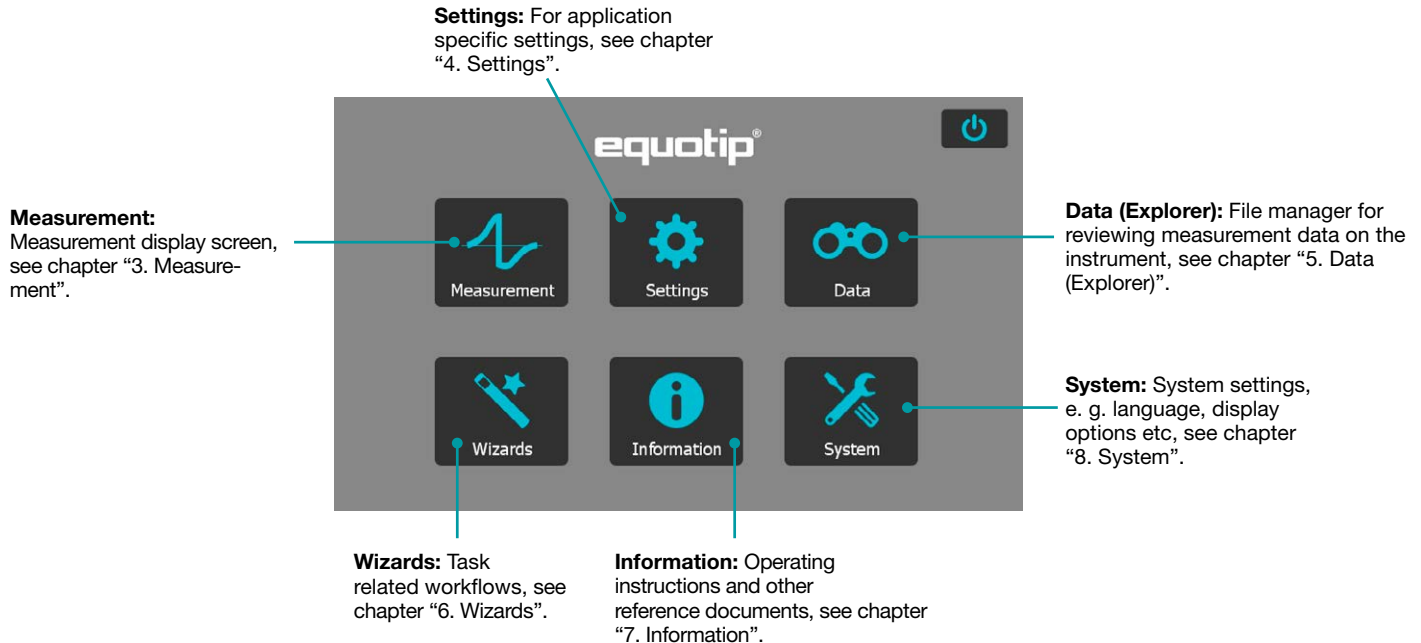 Settings: For application
specific settings, see chapter
“4. Settings”.
equotip®
Measurement:
Measurement display screen,
see chapter “3. Measure-
ment”.
Measurement
Settings
Data
Data (Explorer): File manager for
reviewing measurement data on the
instrument, see chapter “5. Data
(Explorer)”.
Wizards
Information
System
System: System settings,
e. g. language, display
options etc, see chapter
“8. System”.
Wizards: Task
related workflows, see
chapter “6. Wizards”.
Information: Operating
instructions and other
reference documents, see chapter
“7. Information”.